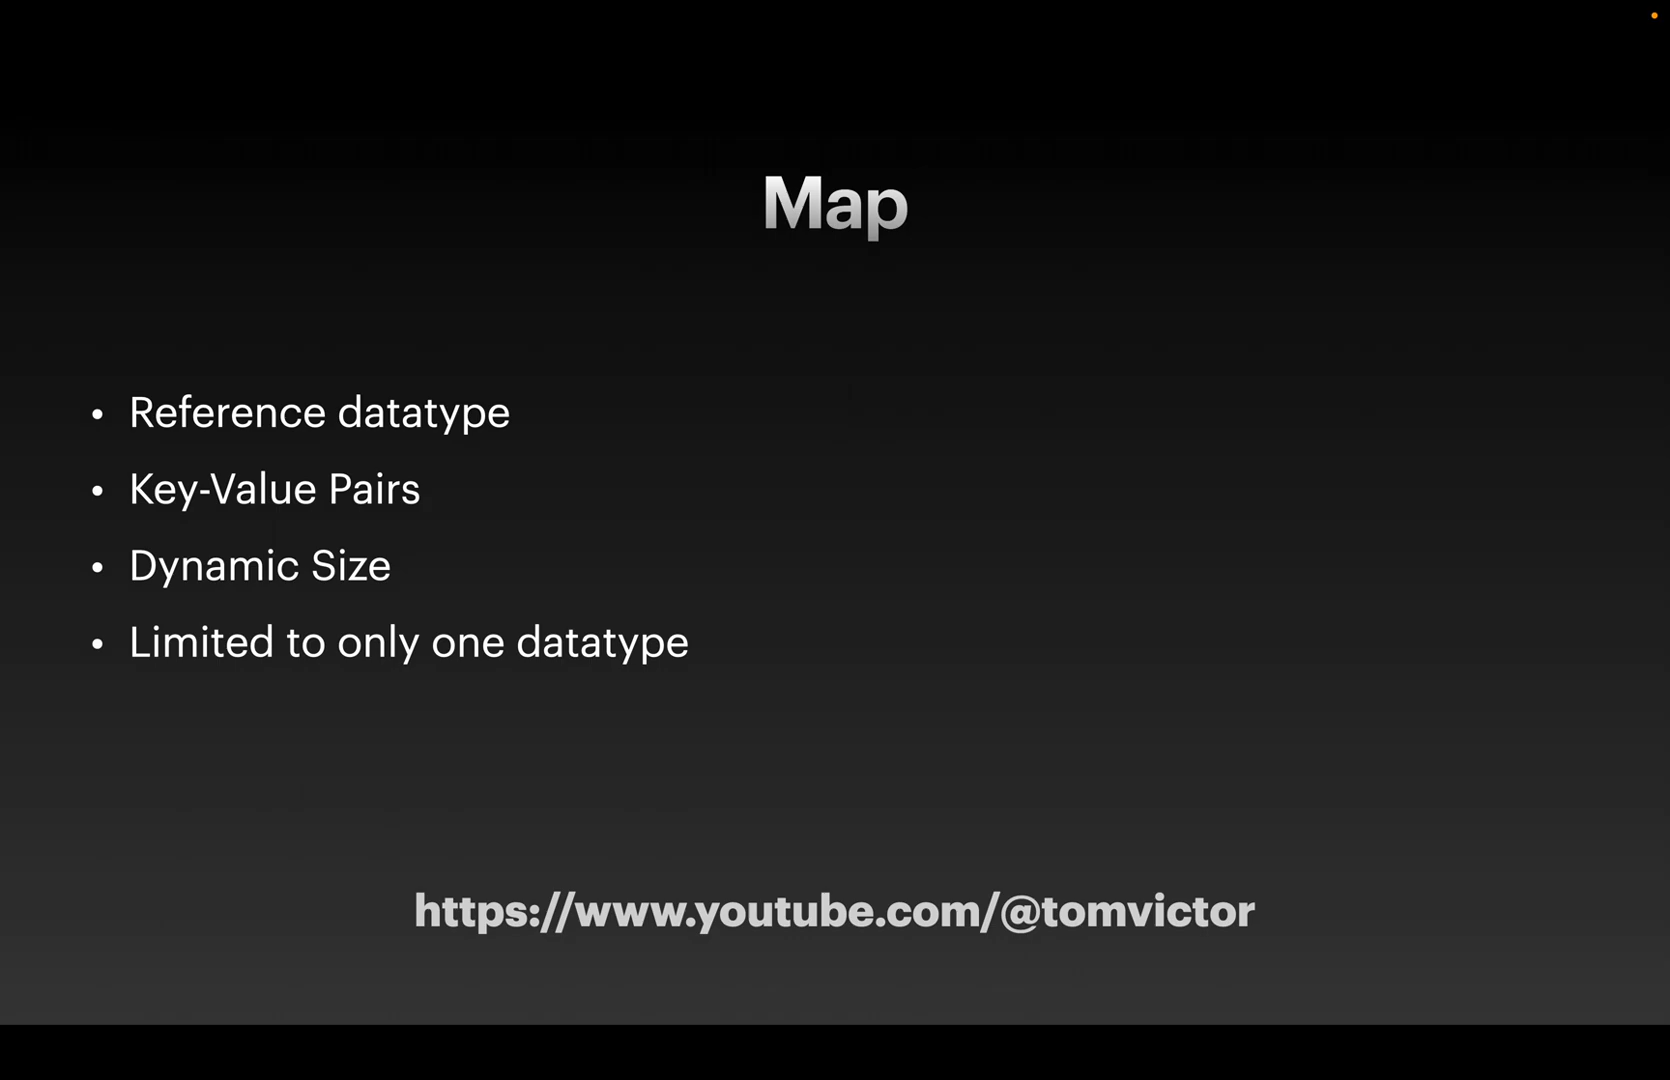 Map
• Reference datatype
• Key-Value Pairs
• Dynamic Size
• Limited to only one datatype
https://www.youtube.com/@tomvictor